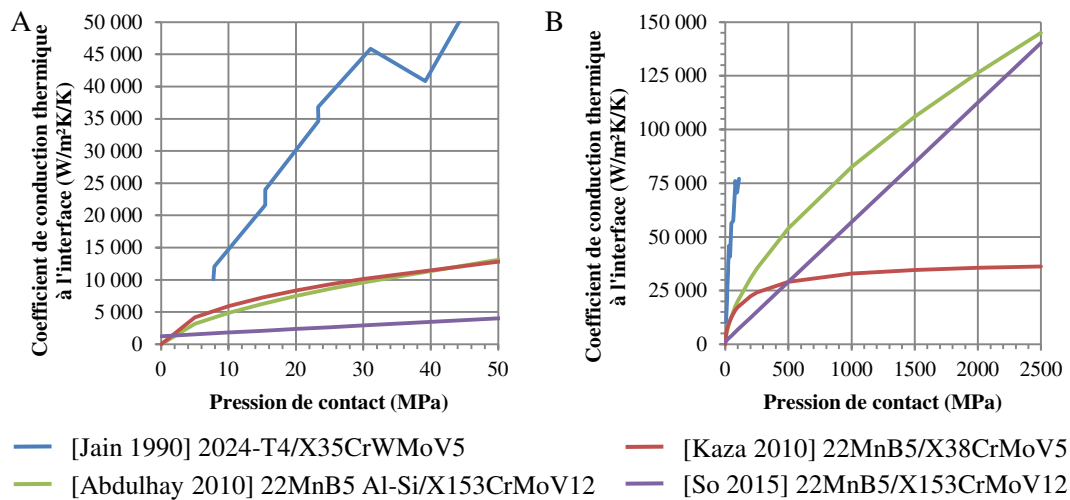 A
Coefficient de conduction thermique
à l'interface (W/m²K/K)
50 000
45 000
40 000
35 000
30 000
25 000
20 000
15 000
10 000
5 000
0
0 10 20 30 40 50
Pression de contact (MPa)
B
Coefficient de conduction thermique
à l'interface (W/m²K/K)
150 000
125 000
100 000
75 000
50 000
25 000
0
0 500 1000 1500 2000 2500
Pression de contact (MPa)
[Jain 1990] 2024-T4/X35CrWMoV5
[Kaza 2010] 22MnB5/X38CrMoV5
[Abdulhay 2010] 22MnB5 Al-Si/X153CrMoV12
[So 2015] 22MnB5/X153CrMoV12